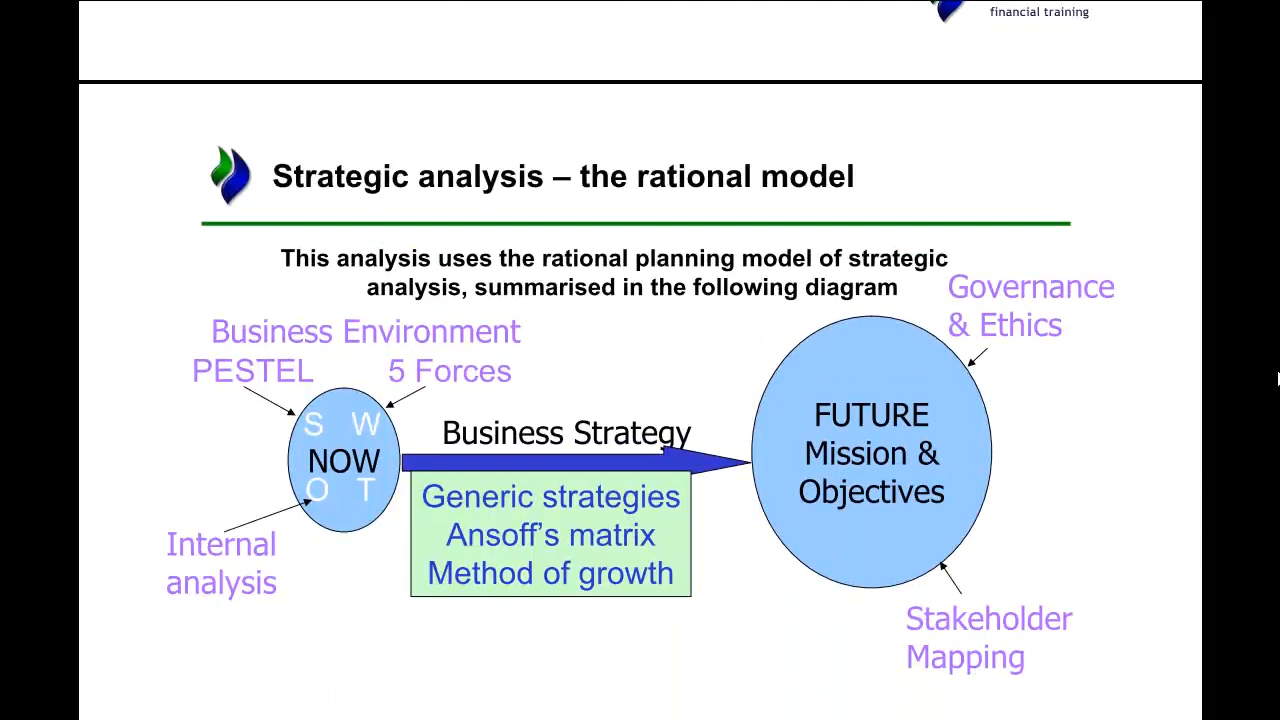 financial training
Strategic analysis – the rational model
This analysis uses the rational planning model of strategic
analysis, summarised in the following diagram
Governance
& Ethics
Business Environment
PESTEL 5 Forces
S W
NOW
O T
Internal
analysis
Business Strategy
Generic strategies
Ansoff’s matrix
Method of growth
FUTURE
Mission &
Objectives
Stakeholder
Mapping